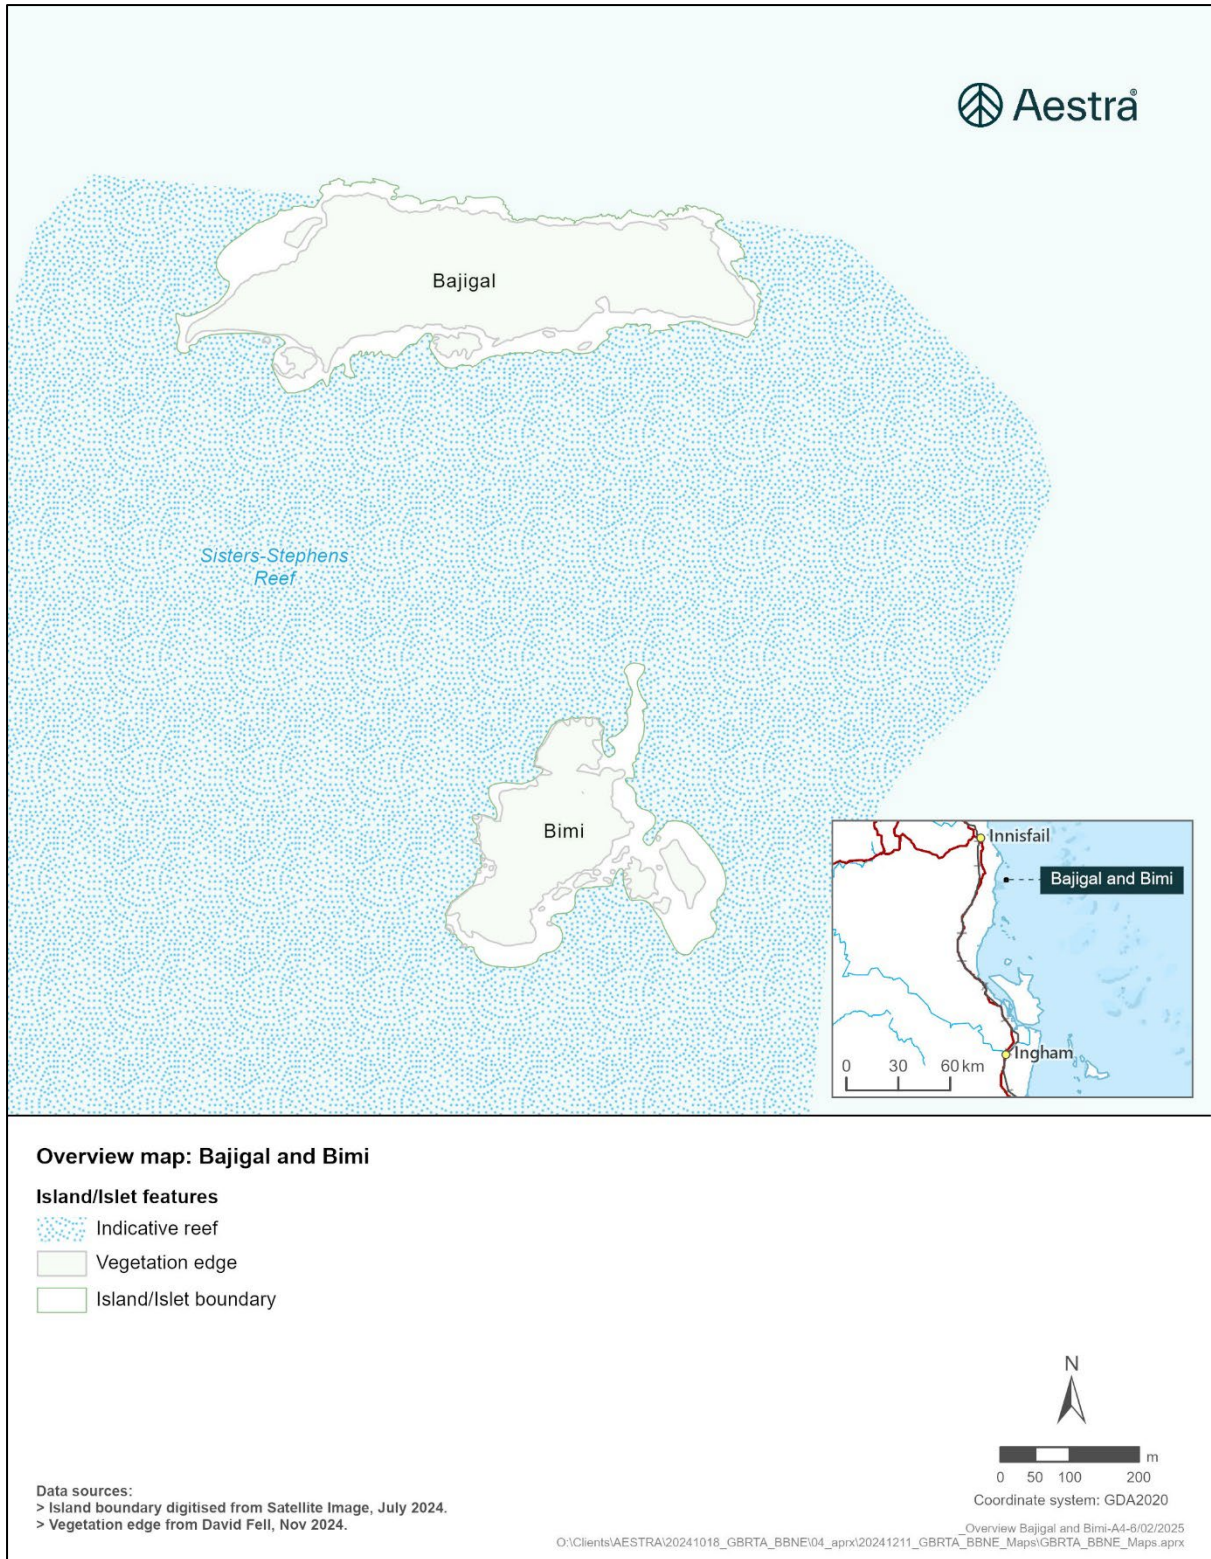 Aestra®
Bajigal
Sisters-Stephens
Reef
Bimi
Innisfail
Bajigal and Bimi
Ingham
0 30 60 km
Overview map: Bajigal and Bimi
Island/Islet features
Indicative reef
Vegetation edge
Island/Islet boundary
N
m
0 50 100 200
Coordinate system: GDA2020
Data sources:
> Island boundary digitised from Satellite Image, July 2024.
> Vegetation edge from David Fell, Nov 2024.
_Overview Bajigal and Bimi-A4-6/02/2025
O:\Clients\AESTRA\20241018_GBRTA_BBNE\04_aprx\20241211_GBRTA_BBNE_Maps\GBRTA_BBNE_Maps.aprx